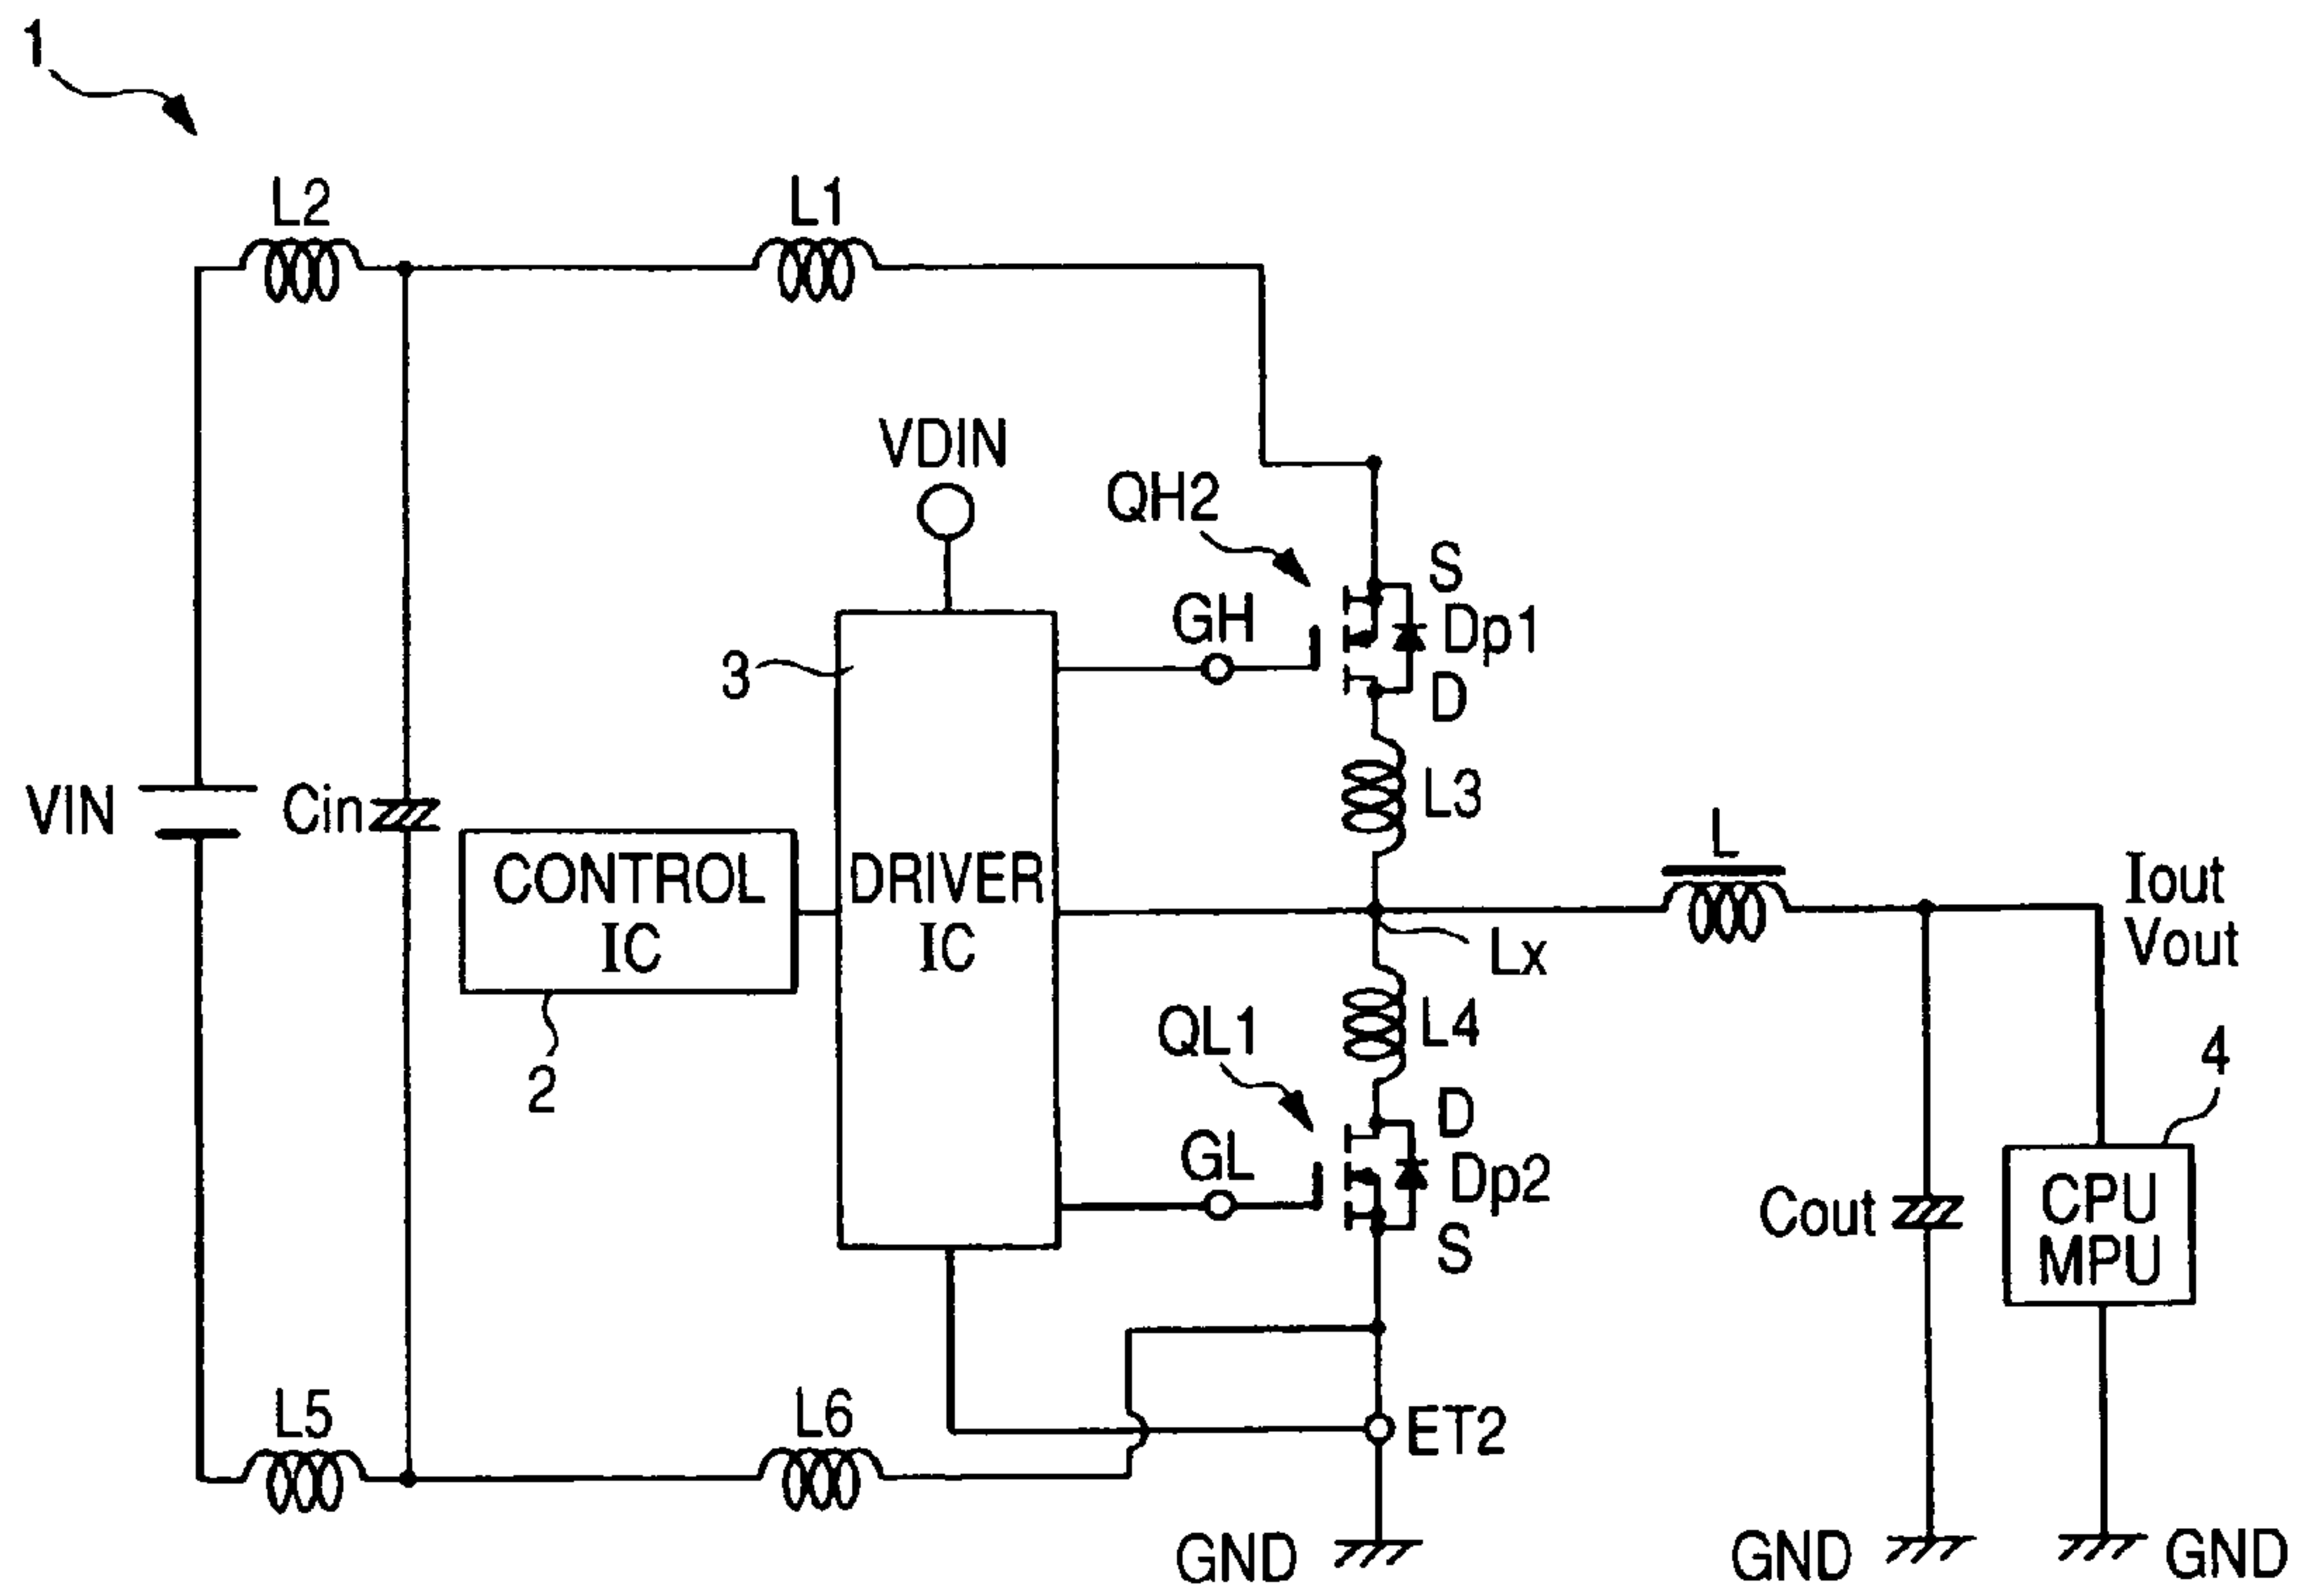 1
L2
L1
VDIN
QH2
S
GH
Dp1
3
D
L3
VIN
Cin
L
CONTROL
IC
DRIVER
IC
Iout
Vout
Lx
L4
QL1
2
4
D
GL
Dp2
CPU
MPU
Cout
S
L5
L6
ET2
GND
GND
GND